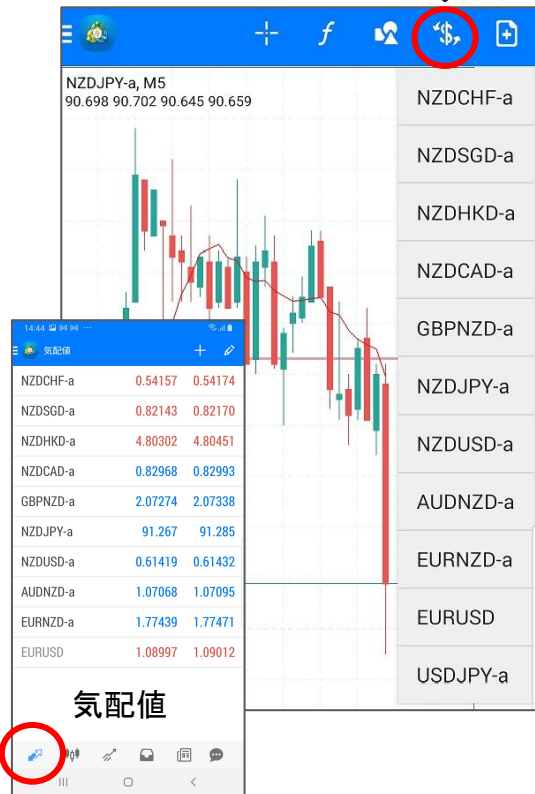 NZDJPY-a, M5
90.698 90.702 90.645 90.659
NZDCHF-a
NZDSGD-a
NZDHKD-a
NZDCAD-a
GBPNZD-a
NZDJPY-a
NZDUSD-a
AUDNZD-a
EURNZD-a
EURUSD
USDJPY-a
14:44
気配値
NZDCHF-a 0.54157 0.54174
NZDSGD-a 0.82143 0.82170
NZDHKD-a 4.80302 4.80451
NZDCAD-a 0.82968 0.82993
GBPNZD-a 2.07274 2.07338
NZDJPY-a 91.267 91.285
NZDUSD-a 0.61419 0.61432
AUDNZD-a 1.07068 1.07095
EURNZD-a 1.77439 1.77471
EURUSD 1.08997 1.09012
気配値